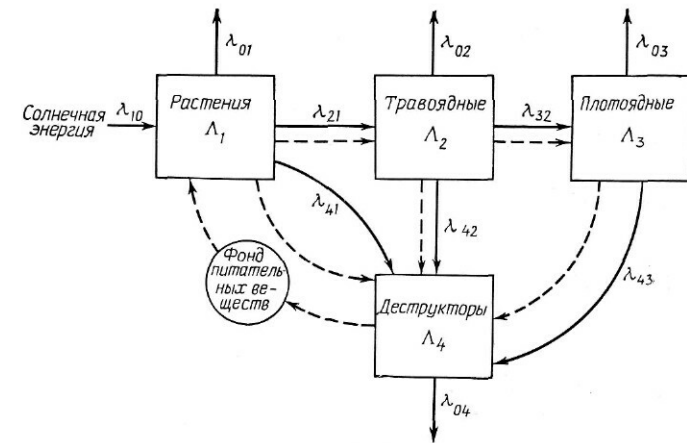 λ₀₁
λ₀₂
λ₀₃
Солнечная
энергия
λ₁₀
Растения
Λ₁
λ₂₁
Травоядные
Λ₂
λ₃₂
Плотоядные
Λ₃
λ₄₁
λ₄₂
λ₄₃
Фонд
питатель-
ных ве-
ществ
Деструкторы
Λ₄
λ₀₄